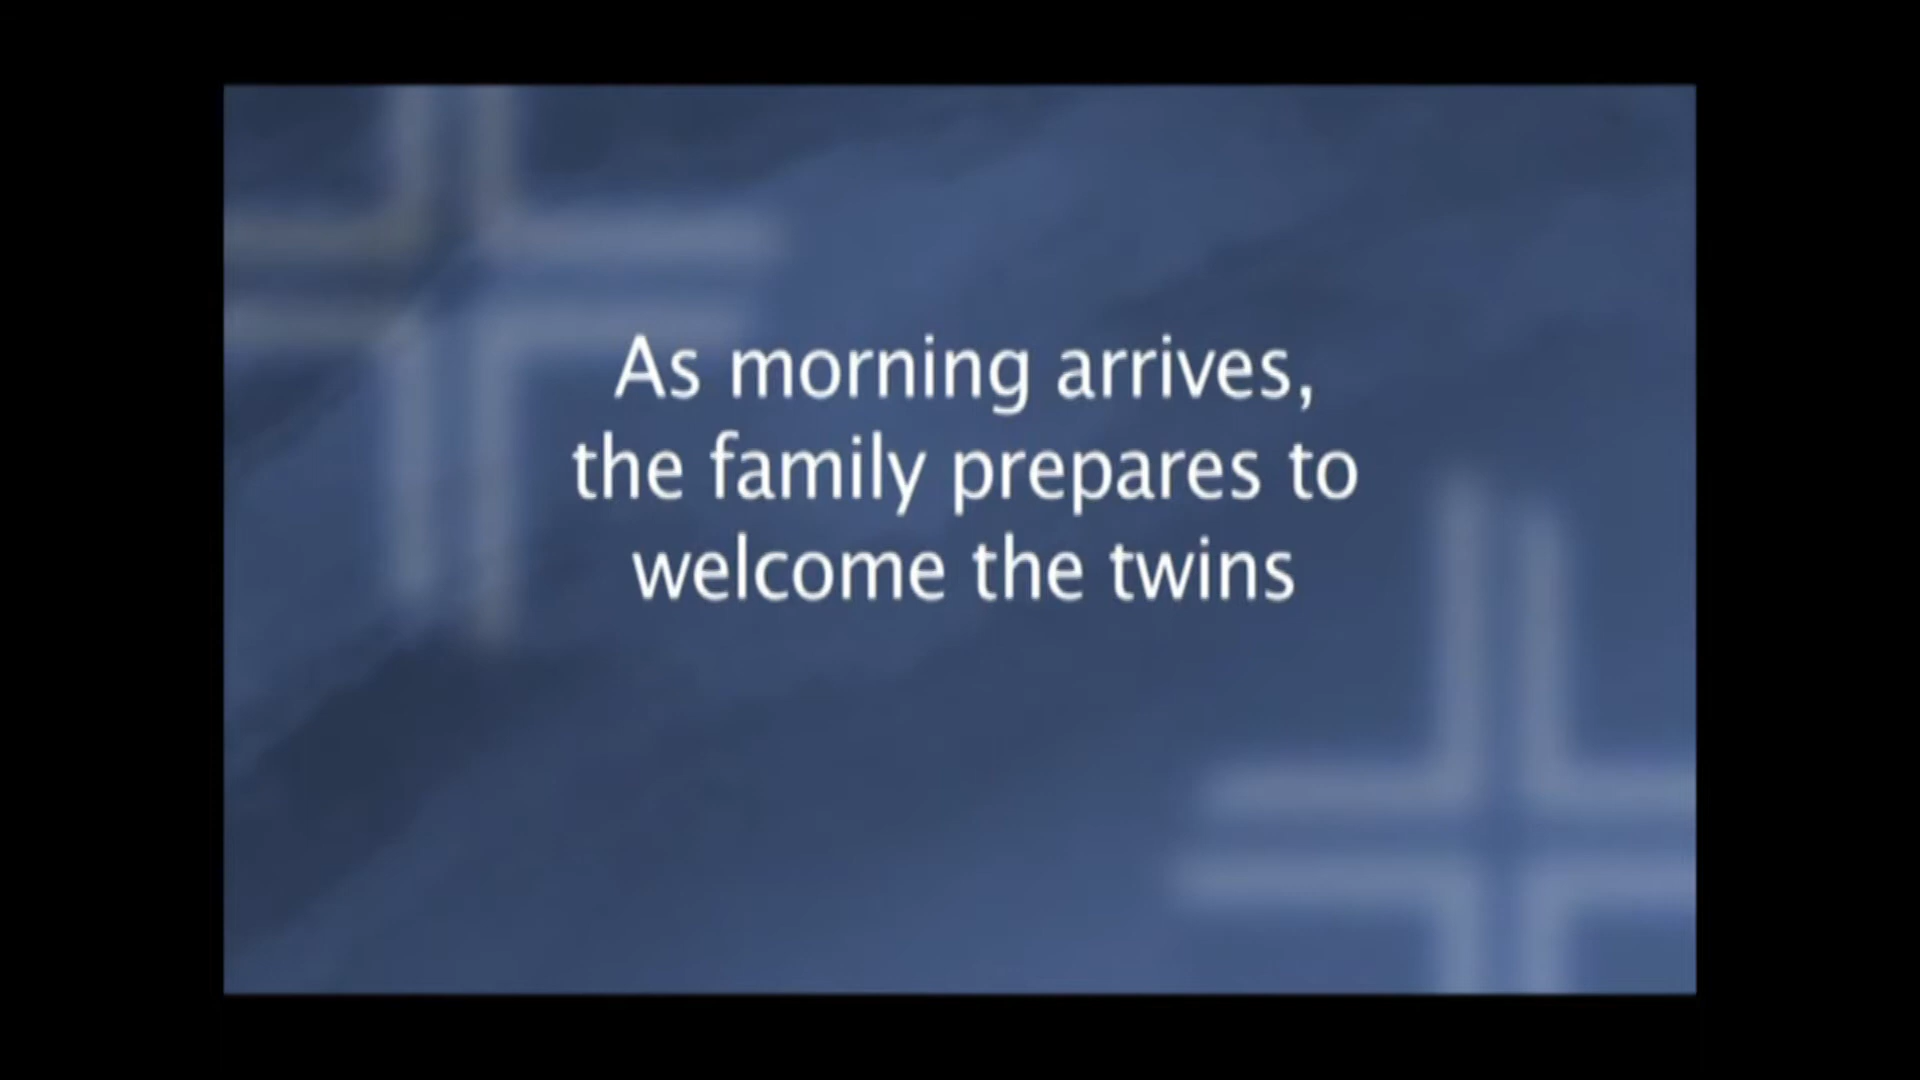 As morning arrives,
the family prepares to
welcome the twins